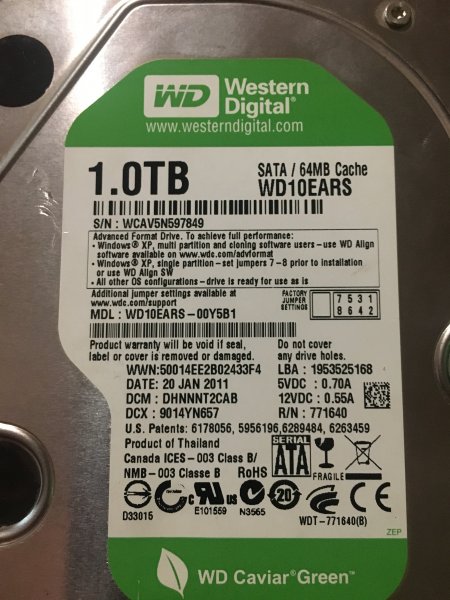 WD Western
Digital®
www.westerndigital.com
1.0TB
SATA / 64MB Cache
WD10EARS
S/N : WCAV5N597849
Advanced Format Drive. To achieve full performance:
• Windows® XP, multi partition and cloning software users - use WD Align
software available on www.wdc.com/advformat
• Windows® XP, single partition - set jumpers 7-8 prior to installation
or use WD Align SW
• All other OS configurations - drive is ready for use as is
Additional jumper settings available at
www.wdc.com/support
FACTORY
JUMPER
SETTINGS
7 5 3 1
8 6 4 2
MDL : WD10EARS-00Y5B1
Product warranty will be void if seal,
label or cover is removed or damaged.
Do not cover
any drive holes.
WWN:50014EE2B02433F4
DATE: 20 JAN 2011
DCM : DHNNNT2CAB
DCX : 9014YN657
LBA : 1953525168
5VDC : 0.70A
12VDC : 0.55A
R/N : 771640
U.S. Patents: 6178056, 5956196,6289484, 6263459
Product of Thailand
Canada ICES-003 Class B/
NMB-003 Classe B RoHS
SERIAL
ATA
FRAGILE
D33015
c us
E101559
N3565
20
CE
WDT-771640(B)
ZEP
WD Caviar®Green™